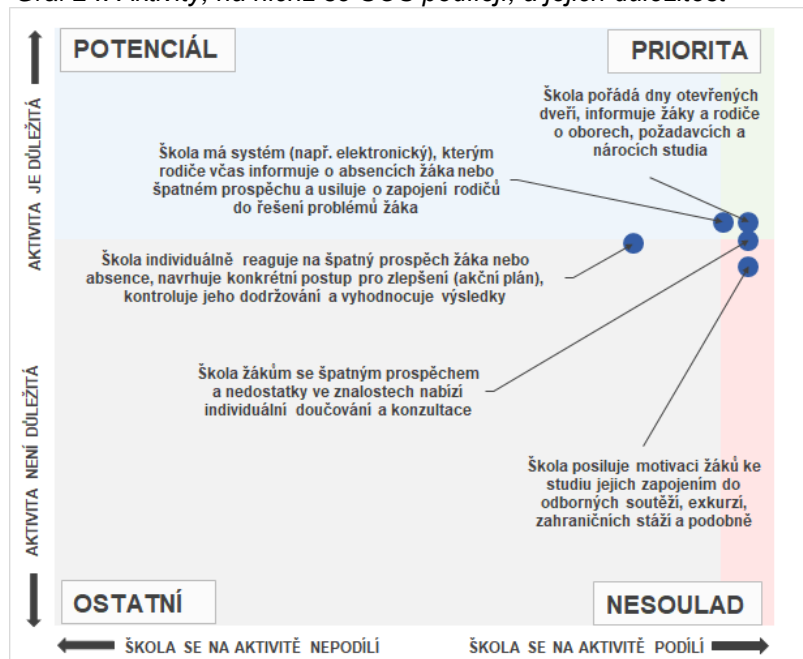 POTENCIÁL
PRIORITA
Škola pořádá dny otevřených
dveří, informuje žáky a rodiče
o oborech, požadavcích a
nárocích studia
Škola má systém (např. elektronický), kterým
rodiče včas informuje o absencích žáka nebo
špatném prospěchu a usiluje o zapojení rodičů
do řešení problémů žáka
AKTIVITA JE DŮLEŽITÁ
Škola individuálně reaguje na špatný prospěch žáka nebo
absence, navrhuje konkrétní postup pro zlepšení (akční plán),
kontroluje jeho dodržování a vyhodnocuje výsledky
Škola žákům se špatným prospěchem
a nedostatky ve znalostech nabízí
individuální doučování a konzultace
AKTIVITA NENÍ DŮLEŽITÁ
Škola posiluje motivaci žáků ke
studiu jejich zapojením do
odborných soutěží, exkurzí,
zahraničních stáží a podobně
OSTATNÍ
NESOULAD
ŠKOLA SE NA AKTIVITĚ NEPODÍLÍ
ŠKOLA SE NA AKTIVITĚ PODÍLÍ